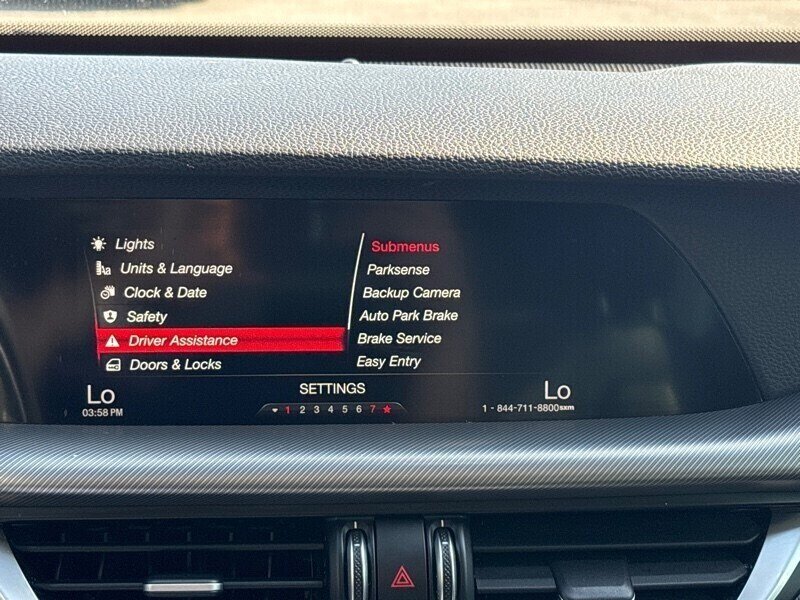 Lights
Units & Language
Clock & Date
Safety
Driver Assistance
Doors & Locks
Submenus
Parksense
Backup Camera
Auto Park Brake
Brake Service
Easy Entry
Lo
03:58 PM
SETTINGS
1 2 3 4 5 6 7
Lo
1 - 844-711-8800sxm